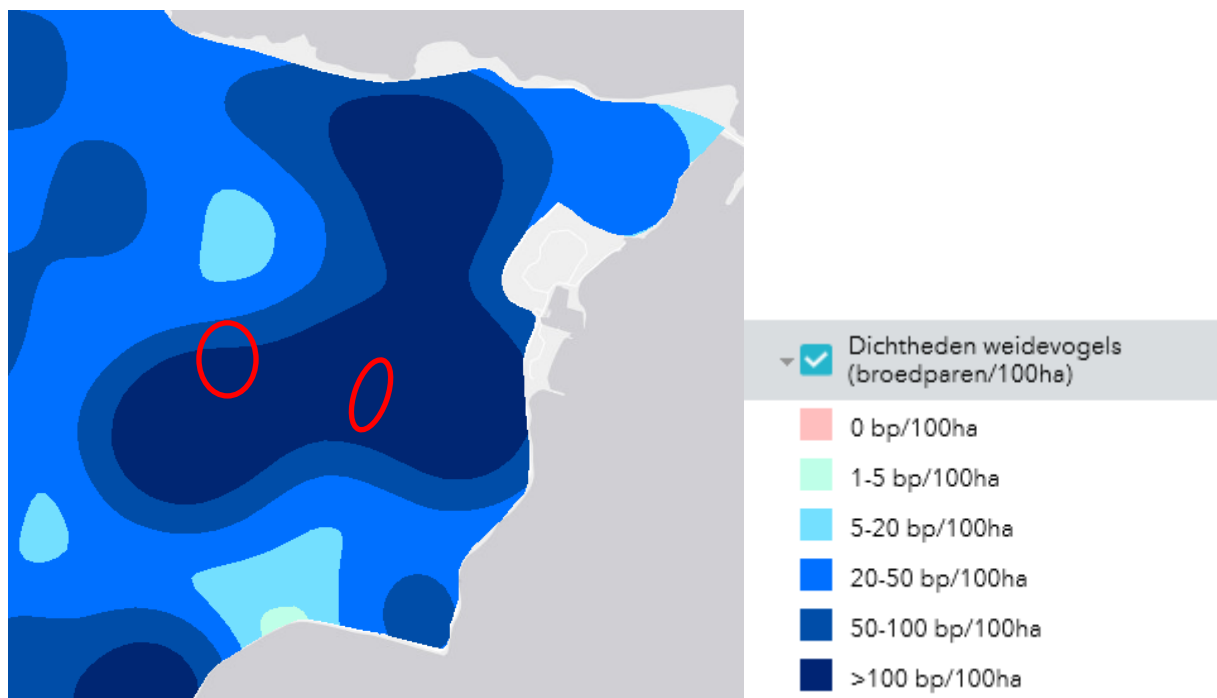 Dichtheden weidevogels
(broedparen/100ha)
0 bp/100ha
1-5 bp/100ha
5-20 bp/100ha
20-50 bp/100ha
50-100 bp/100ha
>100 bp/100ha